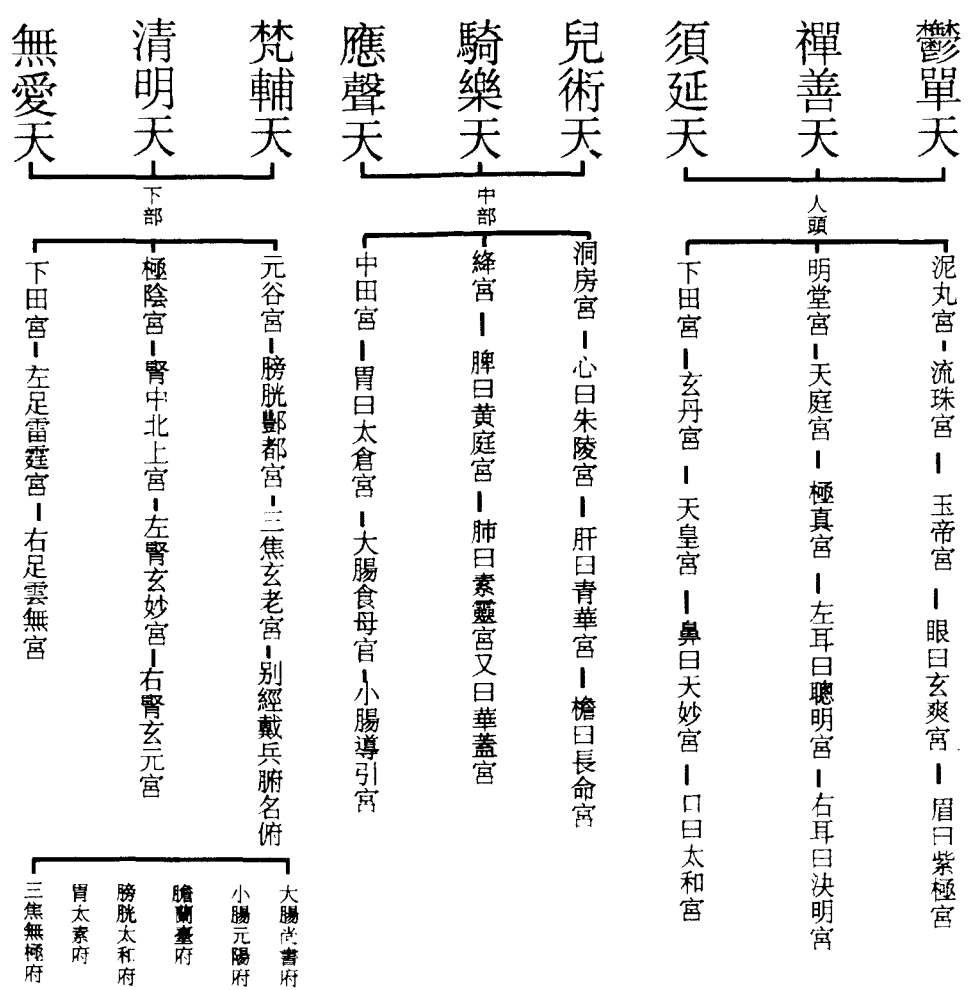 鬱單天
禪善天
須延天
人頭
泥丸宮 流珠宮 玉帝宮 眼曰玄爽宮 眉曰紫極宮
明堂宮 天庭宮 極真宮 左耳曰聰明宮 右耳曰決明宮
下田宮 玄丹宮 天皇宮 鼻曰天妙宮 口曰太和宮
兒術天
騎樂天
應聲天
中部
洞房宮 心曰朱陵宮 肝曰青華宮 檐曰長命宮
絳宮 脾曰黄庭宮 肺曰素靈宮又曰華蓋宮
中田宮 胃曰太倉宮 大腸食母官 小腸導引宮
梵輔天
清明天
無愛天
下部
元谷宮 膀胱酆都宮 三焦玄老宮 别經戴兵腑名俯
極陰宮 腎中北上宮 左腎玄妙宮 右腎玄元宮
下田宮 左足雷霆宮 右足雲無宮
大腸尚書府
小腸元陽府
膽蘭臺府
膀胱太和府
胃太素府
三焦無極府